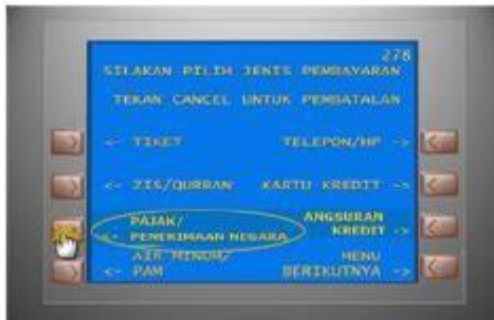 278
SILAKAN PILIH JENIS PEMBAYARAN
TEKAN CANCEL UNTUK PEMBATALAN
<- TIKET
TELEPON/HP ->
<- ZIS/QURBAN
KARTU KREDIT ->
PAJAK/
<- PENERIMAAN NEGARA
ANGSURAN
KREDIT ->
AIR MINUM/
<- PAM
MENU
BERIKUTNYA ->